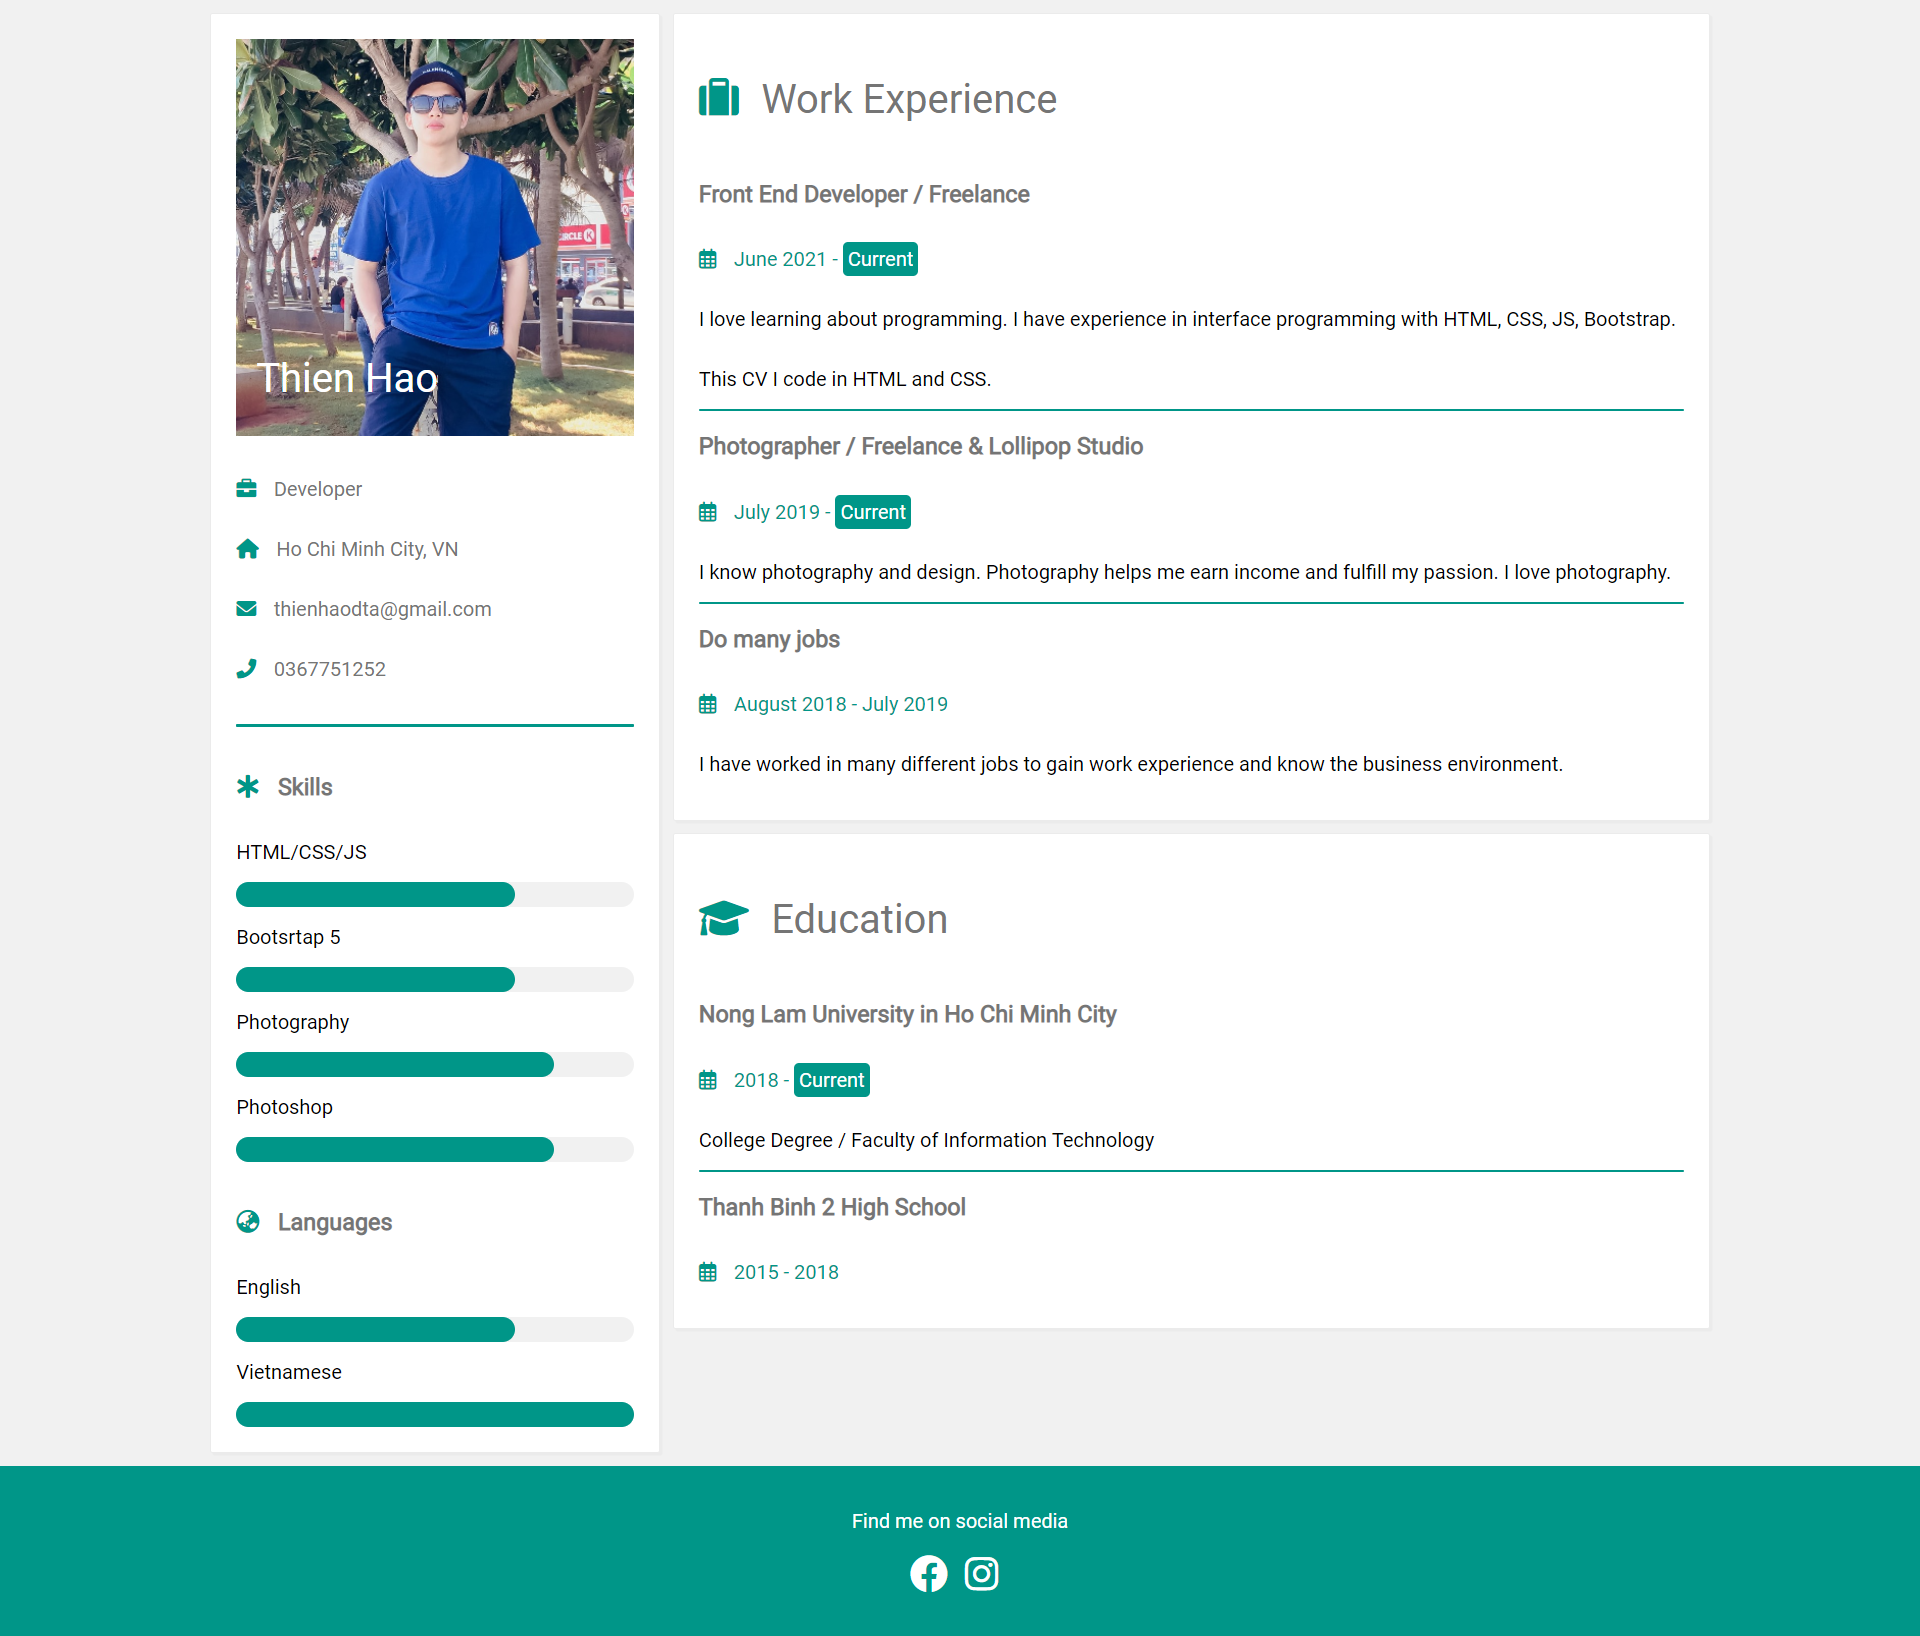 Thien Hao
Developer
Ho Chi Minh City, VN
thienhaodta@gmail.com
0367751252
Skills
HTML/CSS/JS
Bootsrtap 5
Photography
Photoshop
Languages
English
Vietnamese
Work Experience
Front End Developer / Freelance
June 2021 - Current
I love learning about programming. I have experience in interface programming with HTML, CSS, JS, Bootstrap.
This CV I code in HTML and CSS.
Photographer / Freelance & Lollipop Studio
July 2019 - Current
I know photography and design. Photography helps me earn income and fulfill my passion. I love photography.
Do many jobs
August 2018 - July 2019
I have worked in many different jobs to gain work experience and know the business environment.
Education
Nong Lam University in Ho Chi Minh City
2018 - Current
College Degree / Faculty of Information Technology
Thanh Binh 2 High School
2015 - 2018
Find me on social media